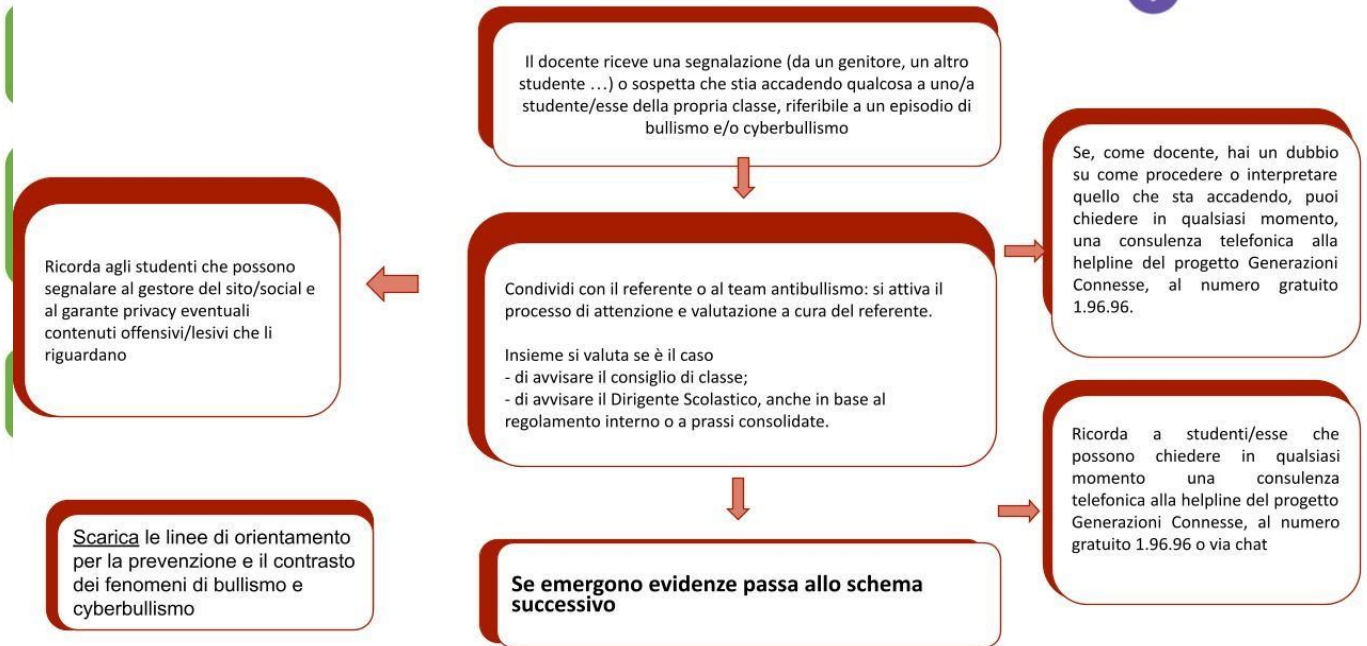 Il docente riceve una segnalazione (da un genitore, un altro
studente …) o sospetta che stia accadendo qualcosa a uno/a
studente/esse della propria classe, riferibile a un episodio di
bullismo e/o cyberbullismo
Se, come docente, hai un dubbio
su come procedere o interpretare
quello che sta accadendo, puoi
chiedere in qualsiasi momento,
una consulenza telefonica alla
helpline del progetto Generazioni
Connesse, al numero gratuito
1.96.96.
Ricorda agli studenti che possono
segnalare al gestore del sito/social e
al garante privacy eventuali
contenuti offensivi/lesivi che li
riguardano
Condividi con il referente o al team antibullismo: si attiva il
processo di attenzione e valutazione a cura del referente.
Insieme si valuta se è il caso
- di avvisare il consiglio di classe;
- di avvisare il Dirigente Scolastico, anche in base al
regolamento interno o a prassi consolidate.
Ricorda a studenti/esse che
possono chiedere in qualsiasi
momento una consulenza
telefonica alla helpline del progetto
Generazioni Connesse, al numero
gratuito 1.96.96 o via chat
Scarica le linee di orientamento
per la prevenzione e il contrasto
dei fenomeni di bullismo e
cyberbullismo
Se emergono evidenze passa allo schema
successivo